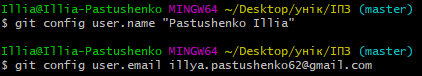 Illia@Illia-Pastushenko MINGW64 ~/Desktop/унік/ІПЗ (master)
$ git config user.name "Pastushenko Illia"
Illia@Illia-Pastushenko MINGW64 ~/Desktop/унік/ІПЗ (master)
$ git config user.email illya.pastushenko62@gmail.com